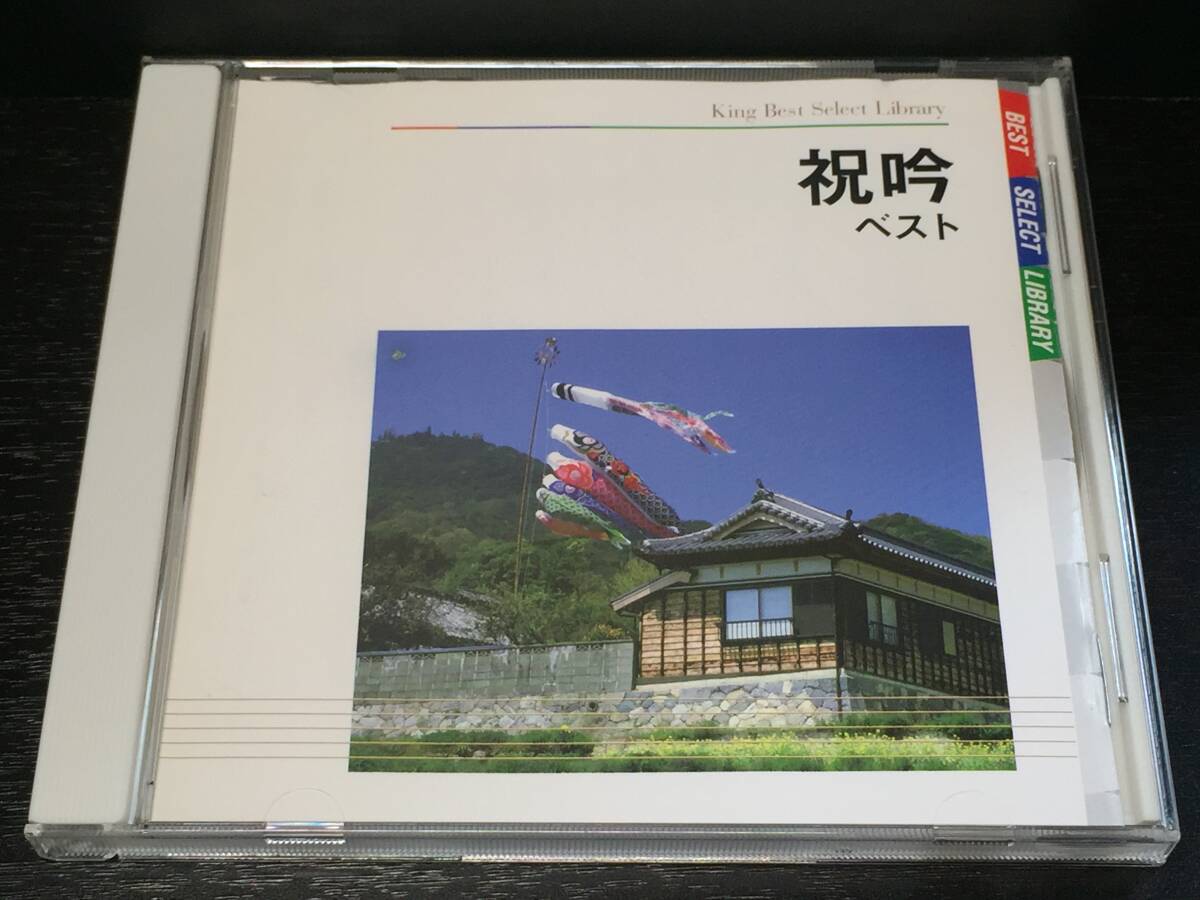 King Best Select Library
祝吟
ベスト
BEST
SELECT
LIBRARY